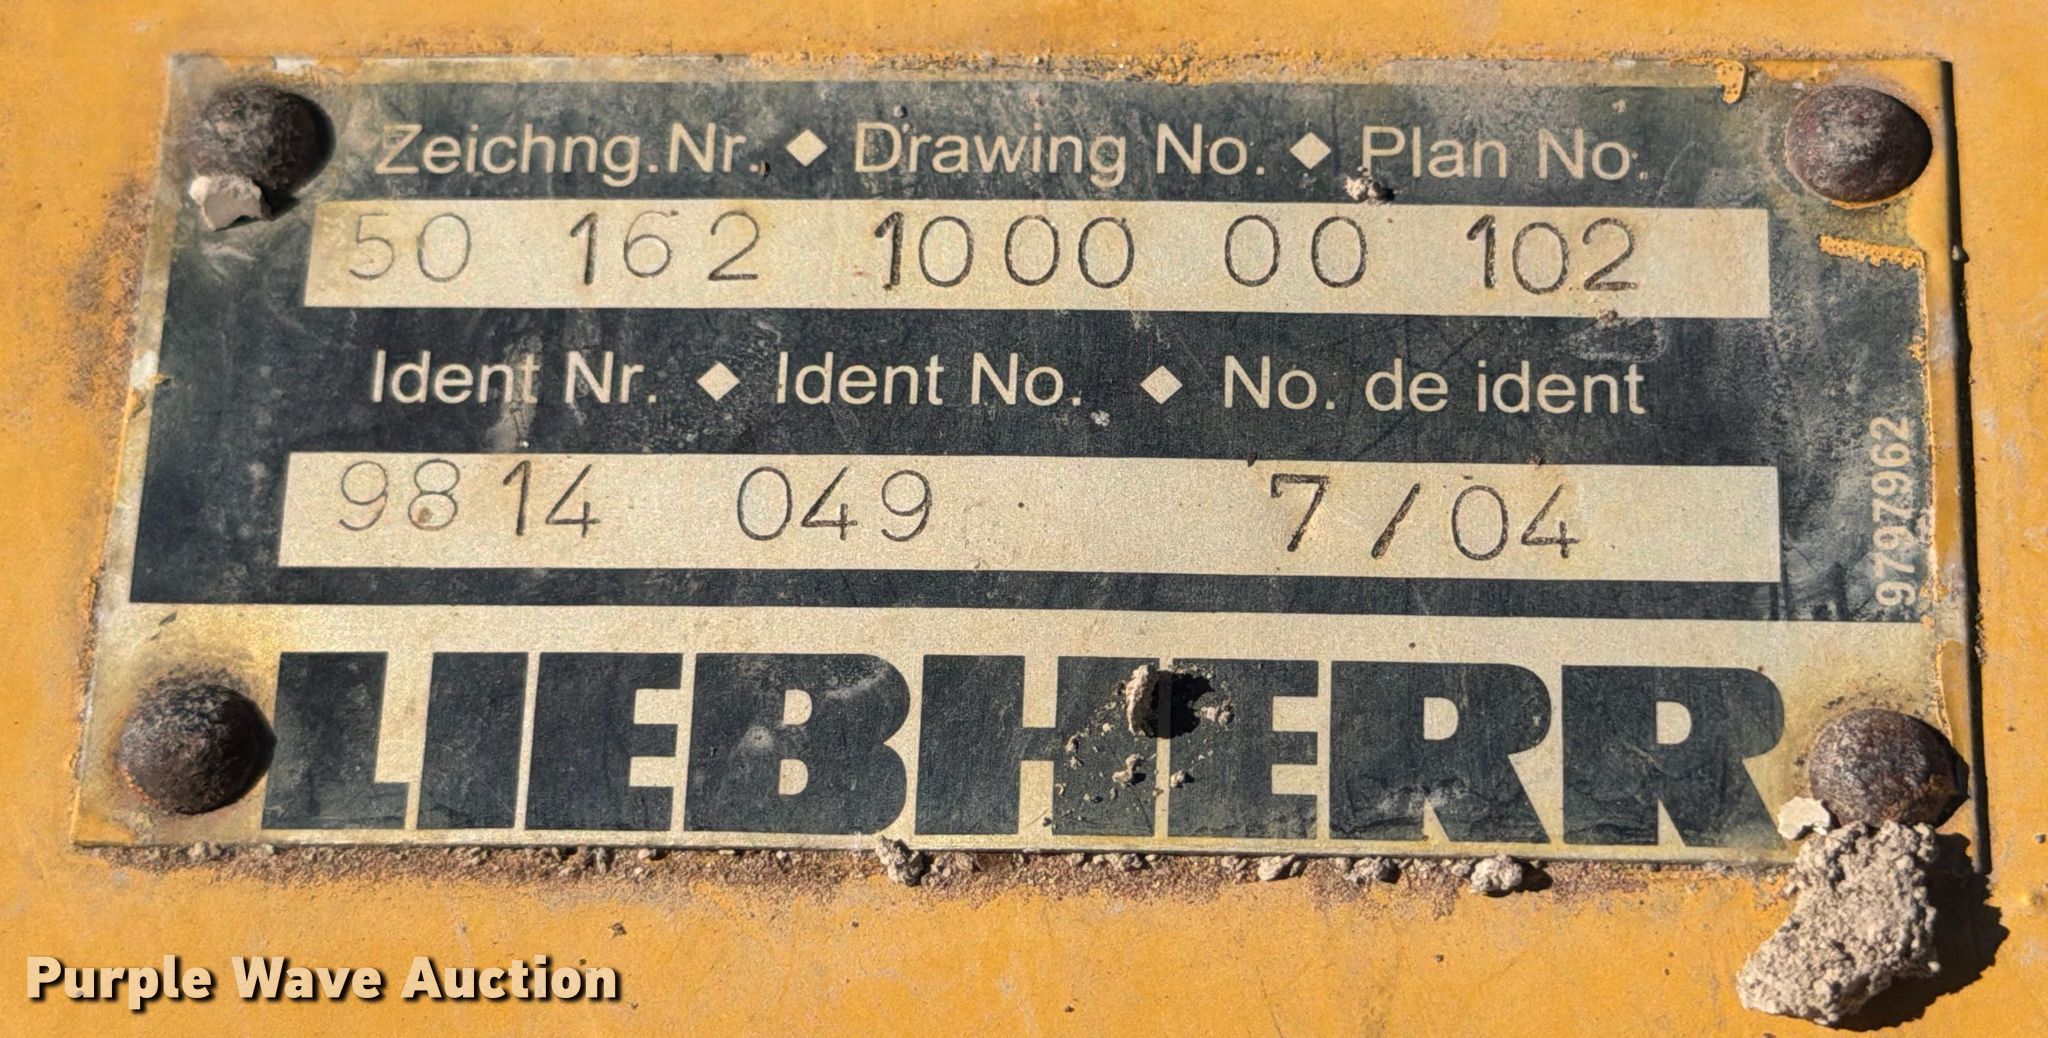 Zeichng.Nr. ◆ Drawing No. ◆ Plan No.
50 162 1000 00 102
Ident Nr. ◆ Ident No. ◆ No. de ident
9814 049 7/04
9797962
LIEBHERR
Purple Wave Auction